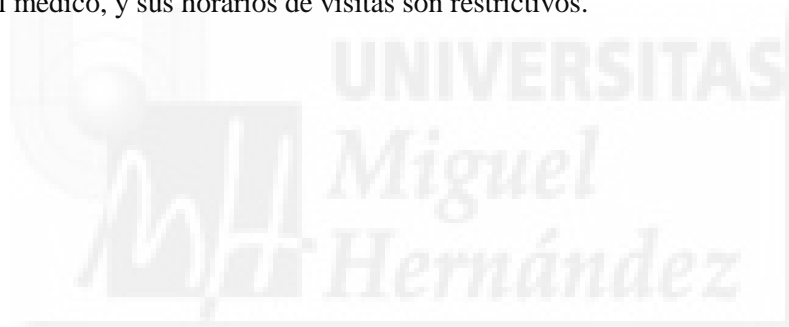 médico, y sus horarios de visitas son restrictivos.
UNIVERSITAS
Miguel
Hernández